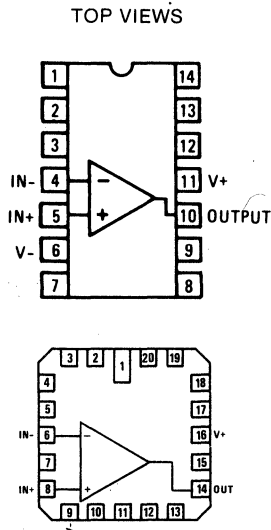 TOP VIEWS
1 14
2 13
3 12
IN- 4 - 11 V+
IN+ 5 + 10 OUTPUT
V- 6 9
7 8
3 2 1 20 19
4 18
5 17
IN- 6 - 16 V+
7 15
IN+ 8 + 14 OUT
9 10 11 12 13